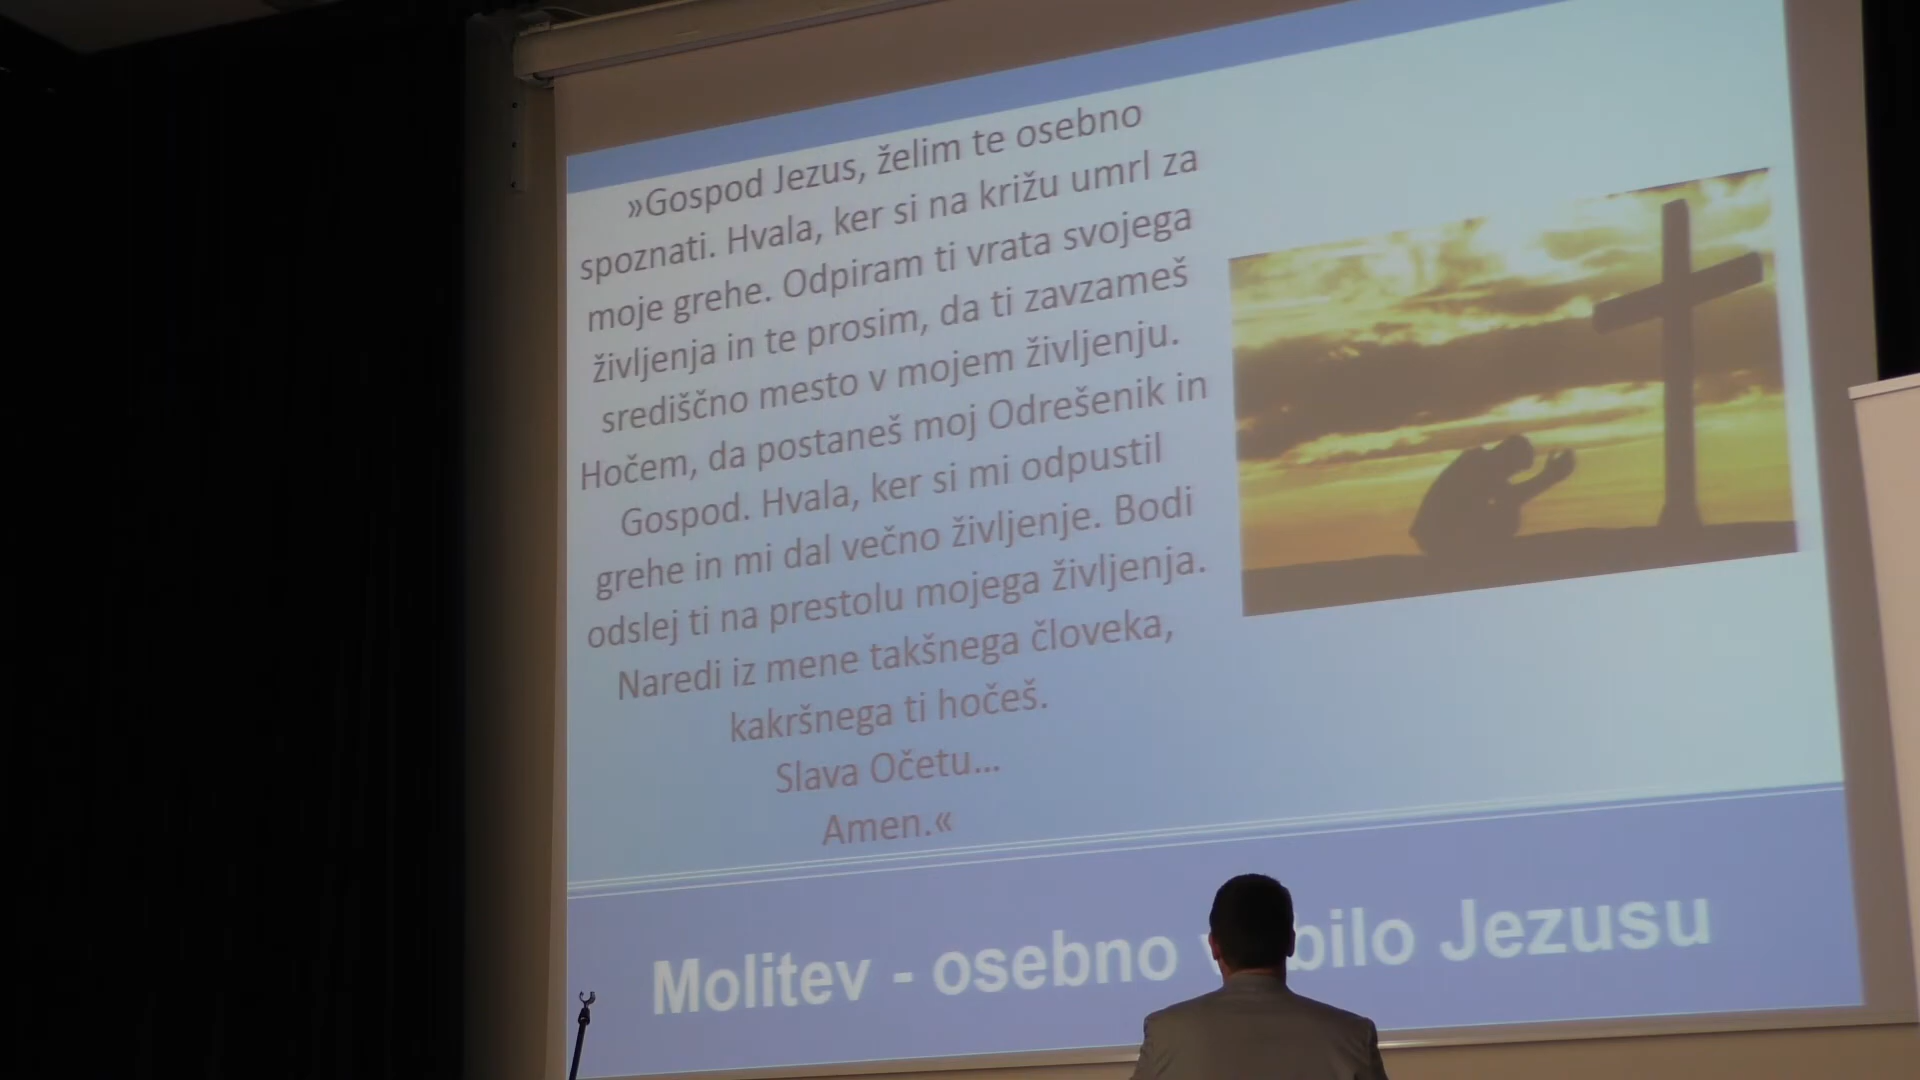 »Gospod Jezus, želim te osebno
spoznati. Hvala, ker si na križu umrl za
moje grehe. Odpiram ti vrata svojega
življenja in te prosim, da ti zavzameš
središčno mesto v mojem življenju.
Hočem, da postaneš moj Odrešenik in
Gospod. Hvala, ker si mi odpustil
grehe in mi dal večno življenje. Bodi
odslej ti na prestolu mojega življenja.
Naredi iz mene takšnega človeka,
kakršnega ti hočeš.
Slava Očetu...
Amen.«
Molitev - osebno Jezusu